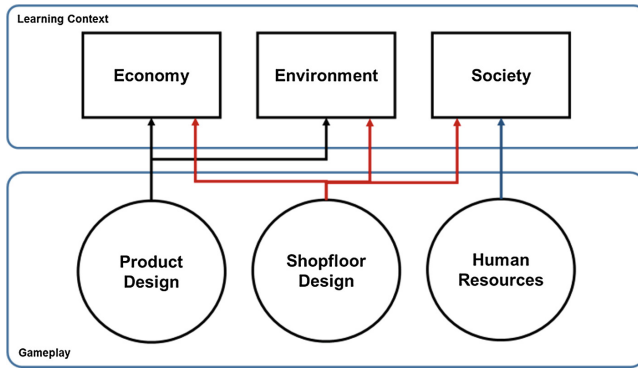 Learning Context
Economy
Environment
Society
Product
Design
Shopfloor
Design
Human
Resources
Gameplay